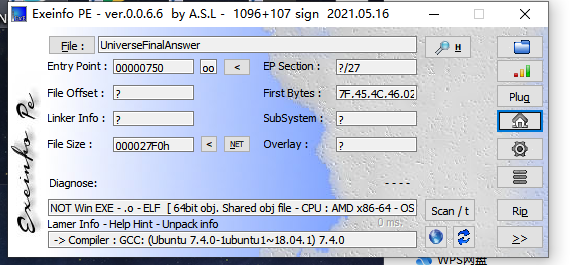 Exeinfo PE - ver.0.0.6.6 by A.S.L - 1096+107 sign 2021.05.16
File : UniverseFinalAnswer H
Entry Point : 00000750 oo < EP Section : ?/27
File Offset : ? First Bytes : 7F.45.4C.46.02 Plug
Linker Info : ? SubSystem : ?
File Size : 000027F0h < NET Overlay : ?
Exeinfo Pe
Diagnose: ----
NOT Win EXE - .o - ELF [ 64bit obj. Shared obj file - CPU : AMD x86-64 - OS Scan / t Rip
Lamer Info - Help Hint - Unpack info 0 ms.
-> Compiler : GCC: (Ubuntu 7.4.0-1ubuntu1~18.04.1) 7.4.0 >>
WPS网盘